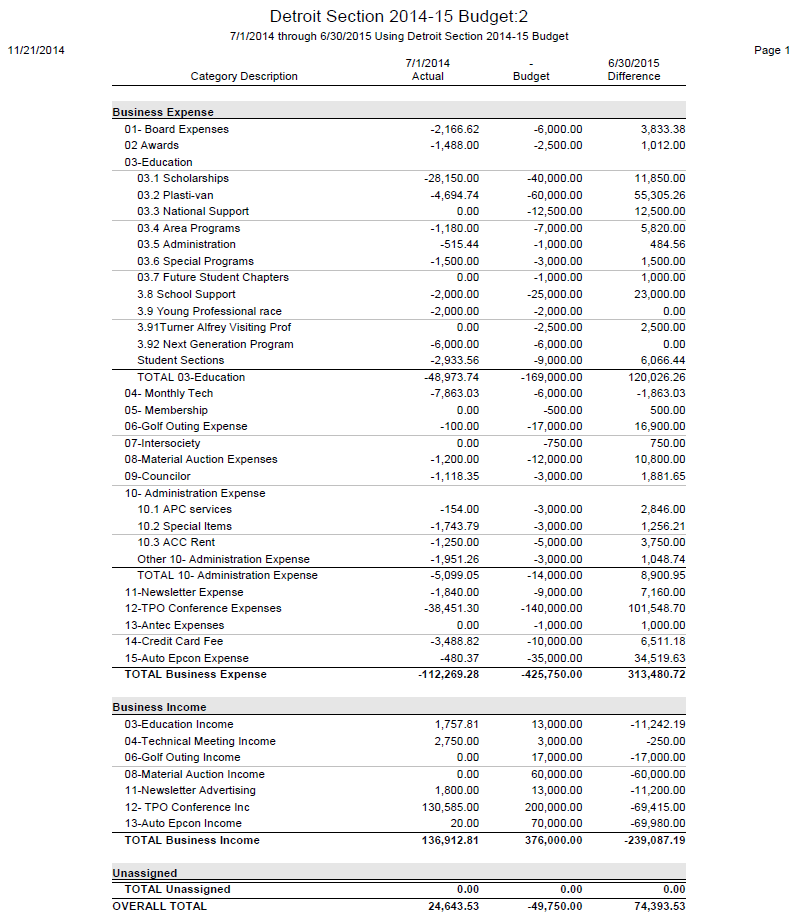 Detroit Section 2014-15 Budget:2
7/1/2014 through 6/30/2015 Using Detroit Section 2014-15 Budget
11/21/2014 Page 1
7/1/2014 - 6/30/2015
Category Description Actual Budget Difference
Business Expense
01- Board Expenses -2,166.62 -6,000.00 3,833.38
02 Awards -1,488.00 -2,500.00 1,012.00
03-Education
03.1 Scholarships -28,150.00 -40,000.00 11,850.00
03.2 Plasti-van -4,694.74 -60,000.00 55,305.26
03.3 National Support 0.00 -12,500.00 12,500.00
03.4 Area Programs -1,180.00 -7,000.00 5,820.00
03.5 Administration -515.44 -1,000.00 484.56
03.6 Special Programs -1,500.00 -3,000.00 1,500.00
03.7 Future Student Chapters 0.00 -1,000.00 1,000.00
3.8 School Support -2,000.00 -25,000.00 23,000.00
3.9 Young Professional race -2,000.00 -2,000.00 0.00
3.91Turner Alfrey Visiting Prof 0.00 -2,500.00 2,500.00
3.92 Next Generation Program -6,000.00 -6,000.00 0.00
Student Sections -2,933.56 -9,000.00 6,066.44
TOTAL 03-Education -48,973.74 -169,000.00 120,026.26
04- Monthly Tech -7,863.03 -6,000.00 -1,863.03
05- Membership 0.00 -500.00 500.00
06-Golf Outing Expense -100.00 -17,000.00 16,900.00
07-Intersociety 0.00 -750.00 750.00
08-Material Auction Expenses -1,200.00 -12,000.00 10,800.00
09-Councilor -1,118.35 -3,000.00 1,881.65
10- Administration Expense
10.1 APC services -154.00 -3,000.00 2,846.00
10.2 Special Items -1,743.79 -3,000.00 1,256.21
10.3 ACC Rent -1,250.00 -5,000.00 3,750.00
Other 10- Administration Expense -1,951.26 -3,000.00 1,048.74
TOTAL 10- Administration Expense -5,099.05 -14,000.00 8,900.95
11-Newsletter Expense -1,840.00 -9,000.00 7,160.00
12-TPO Conference Expenses -38,451.30 -140,000.00 101,548.70
13-Antec Expenses 0.00 -1,000.00 1,000.00
14-Credit Card Fee -3,488.82 -10,000.00 6,511.18
15-Auto Epcon Expense -480.37 -35,000.00 34,519.63
TOTAL Business Expense -112,269.28 -425,750.00 313,480.72
Business Income
03-Education Income 1,757.81 13,000.00 -11,242.19
04-Technical Meeting Income 2,750.00 3,000.00 -250.00
06-Golf Outing Income 0.00 17,000.00 -17,000.00
08-Material Auction Income 0.00 60,000.00 -60,000.00
11-Newsletter Advertising 1,800.00 13,000.00 -11,200.00
12- TPO Conference Inc 130,585.00 200,000.00 -69,415.00
13-Auto Epcon Income 20.00 70,000.00 -69,980.00
TOTAL Business Income 136,912.81 376,000.00 -239,087.19
Unassigned
TOTAL Unassigned 0.00 0.00 0.00
OVERALL TOTAL 24,643.53 -49,750.00 74,393.53